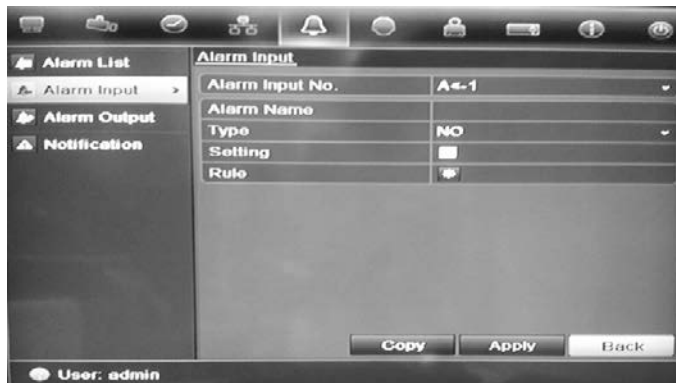 Alarm List
Alarm Input
Alarm Output
Notification
Alarm Input
Alarm Input No. A<-1
Alarm Name
Type NO
Setting
Rule
Copy Apply Back
User: admin